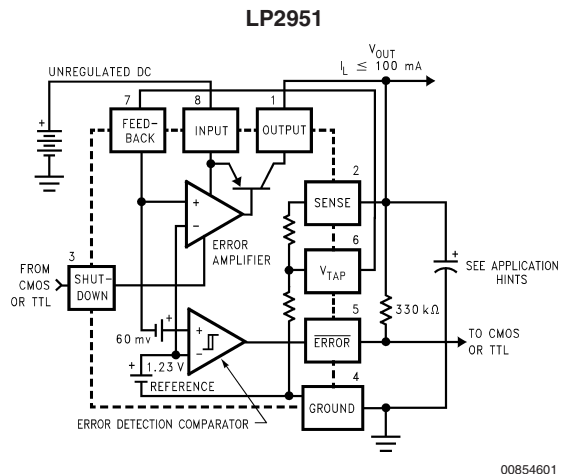 LP2951
UNREGULATED DC
V_OUT
I_L ≤ 100 mA
7
8
1
FEED-
BACK
INPUT
OUTPUT
+
2
SENSE
+
−
ERROR
AMPLIFIER
6
V_TAP
3
FROM
CMOS
OR TTL
SHUT-
DOWN
+
SEE APPLICATION
HINTS
330 kΩ
5
ERROR
TO CMOS
OR TTL
60 mv
+
+
−
+
1.23 V
REFERENCE
4
GROUND
ERROR DETECTION COMPARATOR
00854601